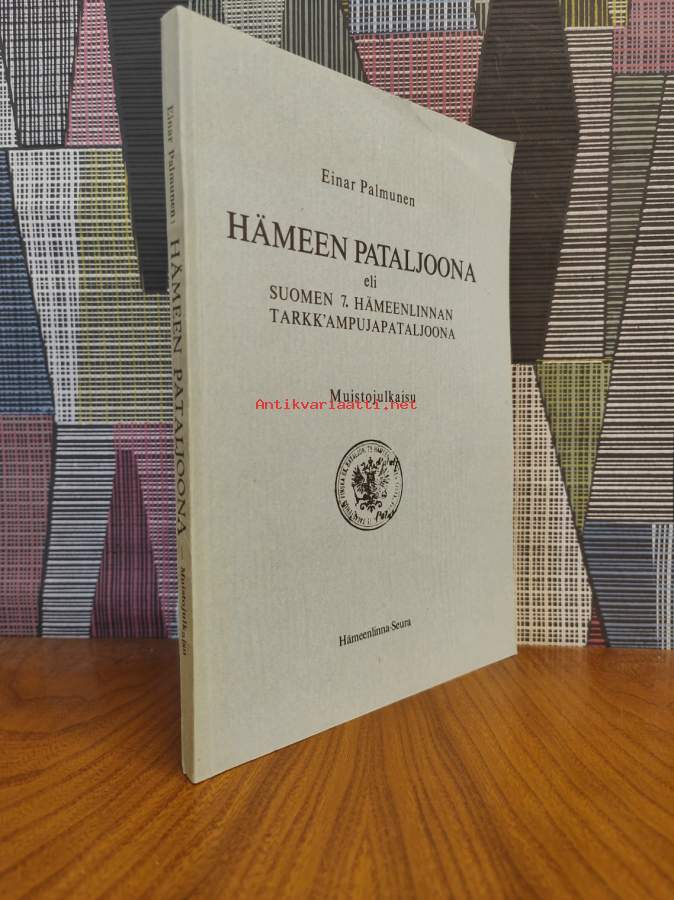 Einar Palmunen
HÄMEEN PATALJOONA
eli
SUOMEN 7. HÄMEENLINNAN
TARKK'AMPUJAPATALJOONA
Muistojulkaisu
Antikvariaatti.net
Hämeenlinna-Seura
Einar Palmunen: HÄMEEN PATALJOONA — Muistojulkaisu